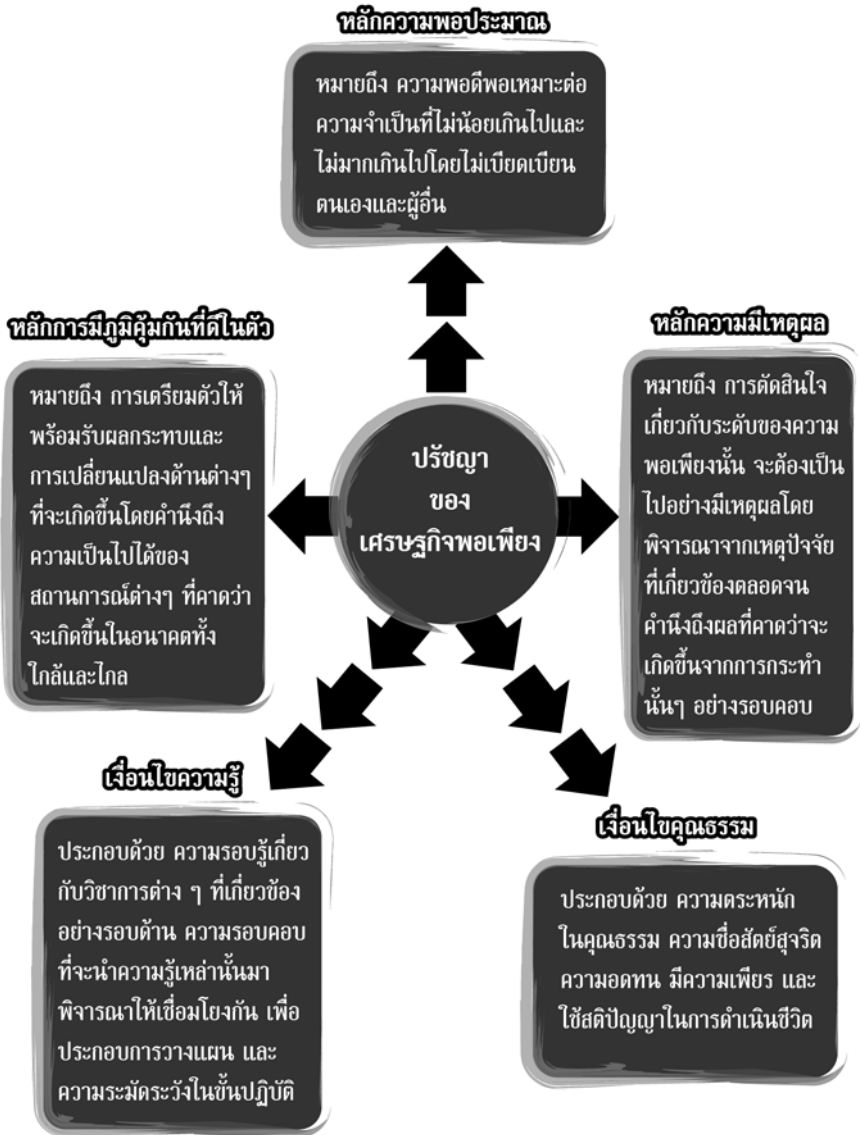 หลักความพอประมาณ
หมายถึง ความพอดีพอเหมาะต่อ
ความจำเป็นที่ไม่น้อยเกินไปและ
ไม่มากเกินไปโดยไม่เบียดเบียน
ตนเองและผู้อื่น
หลักการมีภูมิคุ้มกันที่ดีในตัว
หมายถึง การเตรียมตัวให้
พร้อมรับผลกระทบและ
การเปลี่ยนแปลงด้านต่างๆ
ที่จะเกิดขึ้นโดยคำนึงถึง
ความเป็นไปได้ของ
สถานการณ์ต่างๆ ที่คาดว่า
จะเกิดขึ้นในอนาคตทั้ง
ใกล้และไกล
ปรัชญา
ของ
เศรษฐกิจพอเพียง
หลักความมีเหตุผล
หมายถึง การตัดสินใจ
เกี่ยวกับระดับของความ
พอเพียงนั้น จะต้องเป็น
ไปอย่างมีเหตุผลโดย
พิจารณาจากเหตุปัจจัย
ที่เกี่ยวข้องตลอดจน
คำนึงถึงผลที่คาดว่าจะ
เกิดขึ้นจากการกระทำ
นั้นๆ อย่างรอบคอบ
เงื่อนไขความรู้
ประกอบด้วย ความรอบรู้เกี่ยว
กับวิชาการต่าง ๆ ที่เกี่ยวข้อง
อย่างรอบด้าน ความรอบคอบ
ที่จะนำความรู้เหล่านั้นมา
พิจารณาให้เชื่อมโยงกัน เพื่อ
ประกอบการวางแผน และ
ความระมัดระวังในขั้นปฏิบัติ
เงื่อนไขคุณธรรม
ประกอบด้วย ความตระหนัก
ในคุณธรรม ความซื่อสัตย์สุจริต
ความอดทน มีความเพียร และ
ใช้สติปัญญาในการดำเนินชีวิต